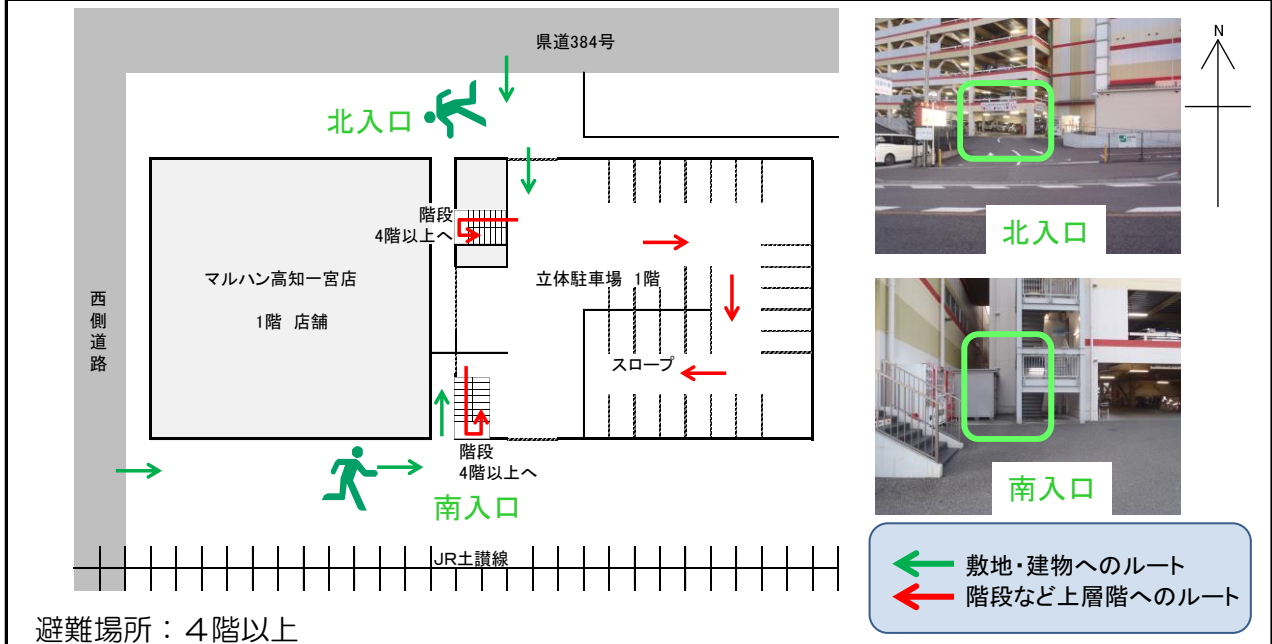 県道384号
N
北入口
階段
4階以上へ
マルハン高知一宮店
1階 店舗
立体駐車場 1階
西側道路
スロープ
階段
4階以上へ
南入口
JR土讃線
北入口
南入口
敷地・建物へのルート
階段など上層階へのルート
避難場所：４階以上